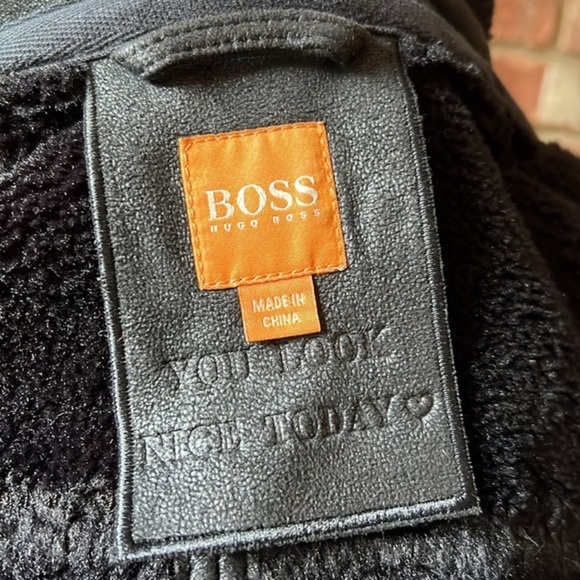 BOSS
HUGO BOSS
MADE IN
CHINA
YOU LOOK
NICE TODAY♡